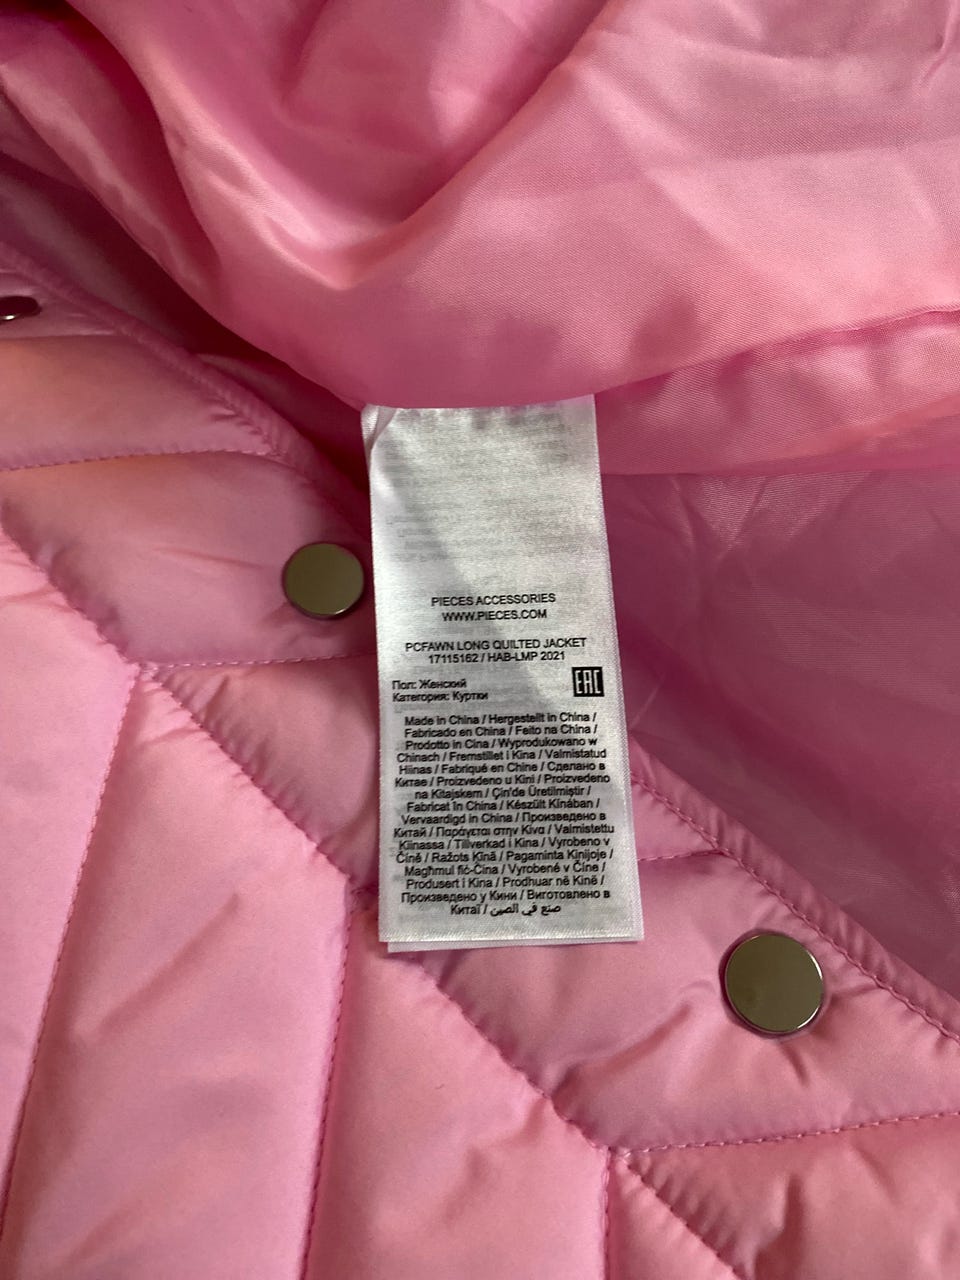 PIECES ACCESSORIES
WWW.PIECES.COM
PCFAWN LONG QUILTED JACKET
17115162 / HAB-LMP 2021
Пол: Женский
Категория: Куртки
EAC
Made in China / Hergestellt in China /
Fabricado en China / Feito na China /
Prodotto in Cina / Wyprodukowano w
Chinach / Fremstillet i Kina / Valmistatud
Hiinas / Fabriqué en Chine / Сделано в
Китае / Proizvedeno u Kini / Proizvedeno
na Kitajskem / Çin'de Üretilmiştir /
Fabricat în China / Készült Kínában /
Vervaardigd in China / Произведено в
Китай / Παράγεται στην Κίνα / Valmistettu
Kiinassa / Tillverkad i Kina / Vyrobeno v
Číně / Ražots Ķīnā / Pagaminta Kinijoje /
Magħmul fiċ-Ċina / Vyrobené v Číne /
Produsert i Kina / Prodhuar në Kinë /
Произведено у Кини / Виготовлено в
Китаї / صنع في الصين